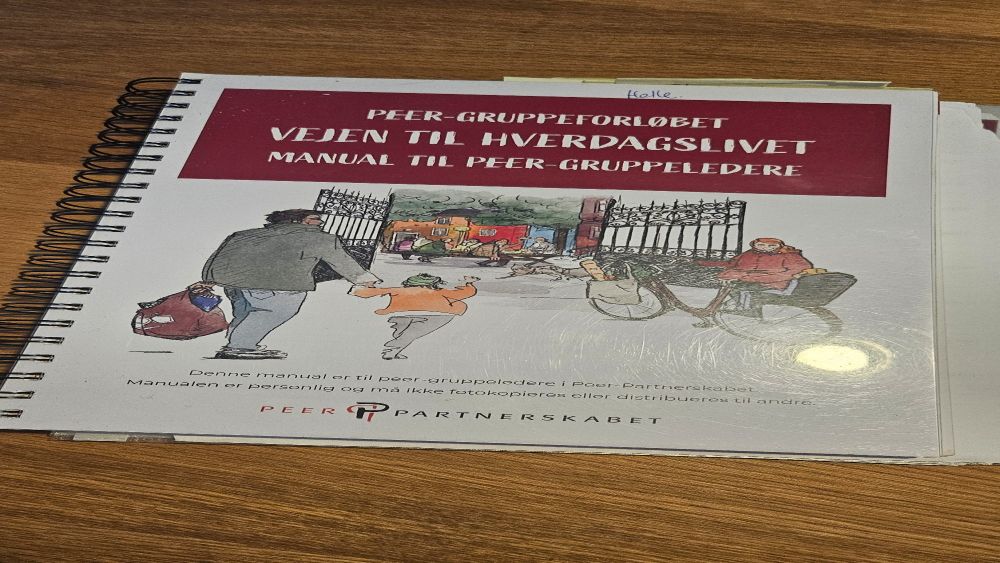 Halle..
PEER-GRUPPEFORLØBET
VEJEN TIL HVERDAGSLIVET
MANUAL TIL PEER-GRUPPELEDERE
Denne manual er til peer-gruppeledere i Peer-Partnerskabet.
Manualen er personlig og må ikke fotokopieres eller distribueres til andre.
PEER PARTNERSKABET